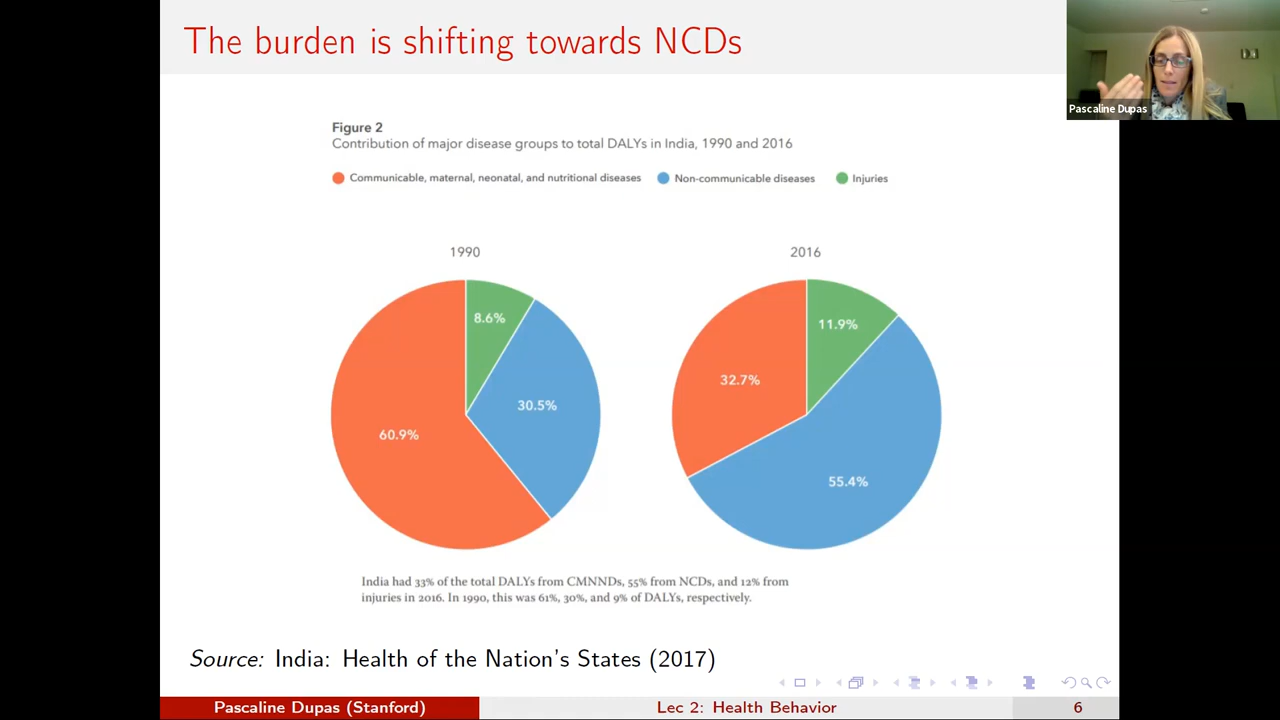 The burden is shifting towards NCDs
Pascaline Dupas
Figure 2
Contribution of major disease groups to total DALYs in India, 1990 and 2016
Communicable, maternal, neonatal, and nutritional diseases Non-communicable diseases Injuries
1990 2016
8.6% 11.9%
32.7%
30.5%
60.9%
55.4%
India had 33% of the total DALYs from CMNNDs, 55% from NCDs, and 12% from
injuries in 2016. In 1990, this was 61%, 30%, and 9% of DALYs, respectively.
Source: India: Health of the Nation's States (2017)
Pascaline Dupas (Stanford) Lec 2: Health Behavior 6